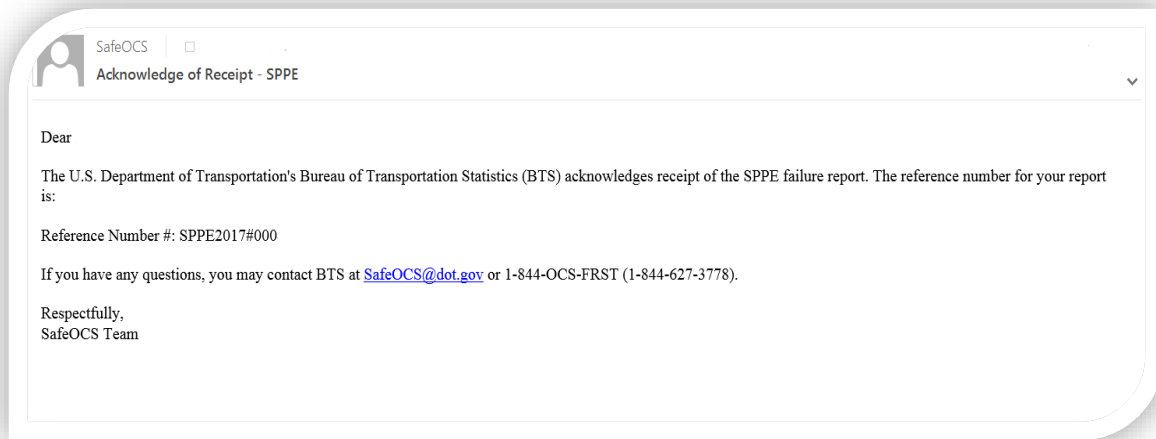 SafeOCS
Acknowledge of Receipt - SPPE
Dear
The U.S. Department of Transportation's Bureau of Transportation Statistics (BTS) acknowledges receipt of the SPPE failure report. The reference number for your report
is:
Reference Number #: SPPE2017#000
If you have any questions, you may contact BTS at SafeOCS@dot.gov or 1-844-OCS-FRST (1-844-627-3778).
Respectfully,
SafeOCS Team